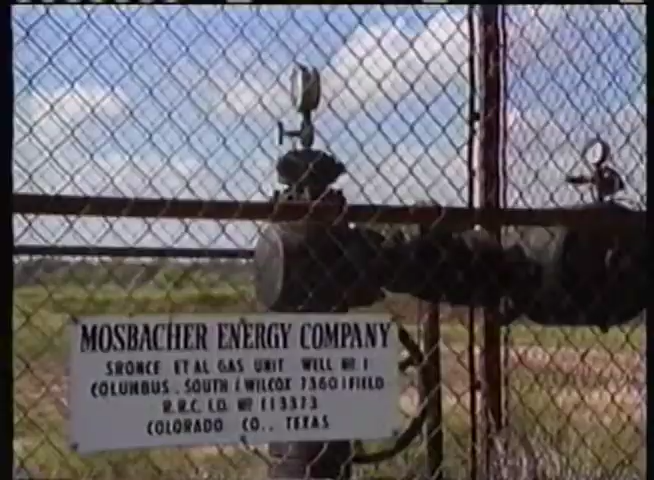 MOSBACHER ENERGY COMPANY
SRONCE ET AL GAS UNIT WELL Nº 1
COLUMBUS, SOUTH (WILCOX 7360) FIELD
R.R.C. I.D. Nº 113373
COLORADO CO., TEXAS